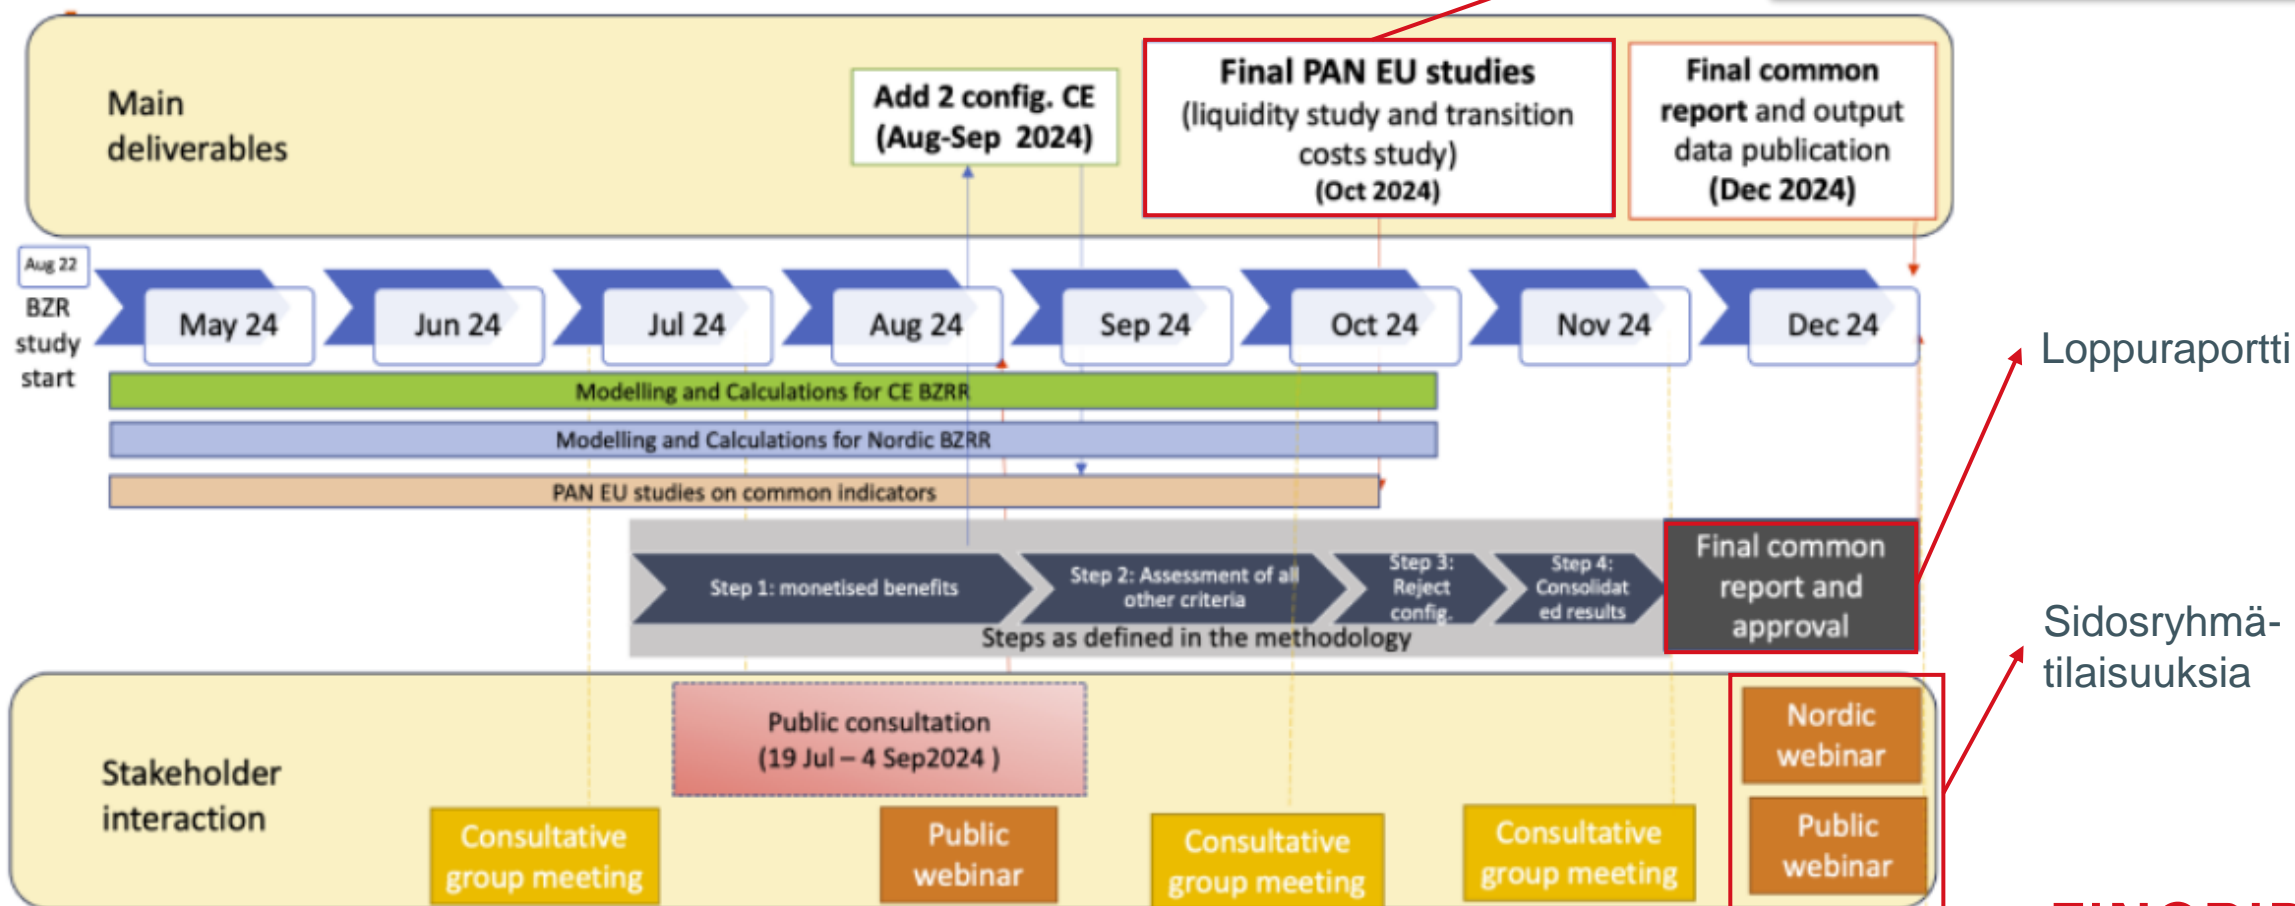 Main
deliverables
Add 2 config. CE
(Aug-Sep 2024)
Final PAN EU studies
(liquidity study and transition
costs study)
(Oct 2024)
Final common
report and output
data publication
(Dec 2024)
Aug 22
BZR
study
start
May 24
Jun 24
Jul 24
Aug 24
Sep 24
Oct 24
Nov 24
Dec 24
Modelling and Calculations for CE BZRR
Modelling and Calculations for Nordic BZRR
PAN EU studies on common indicators
Step 1: monetised benefits
Step 2: Assessment of all
other criteria
Step 3:
Reject
config.
Step 4:
Consolidat
ed results
Steps as defined in the methodology
Final common
report and
approval
Loppuraportti
Sidosryhmä-
tilaisuuksia
Stakeholder
interaction
Public consultation
(19 Jul – 4 Sep2024 )
Consultative
group meeting
Public
webinar
Consultative
group meeting
Consultative
group meeting
Nordic
webinar
Public
webinar